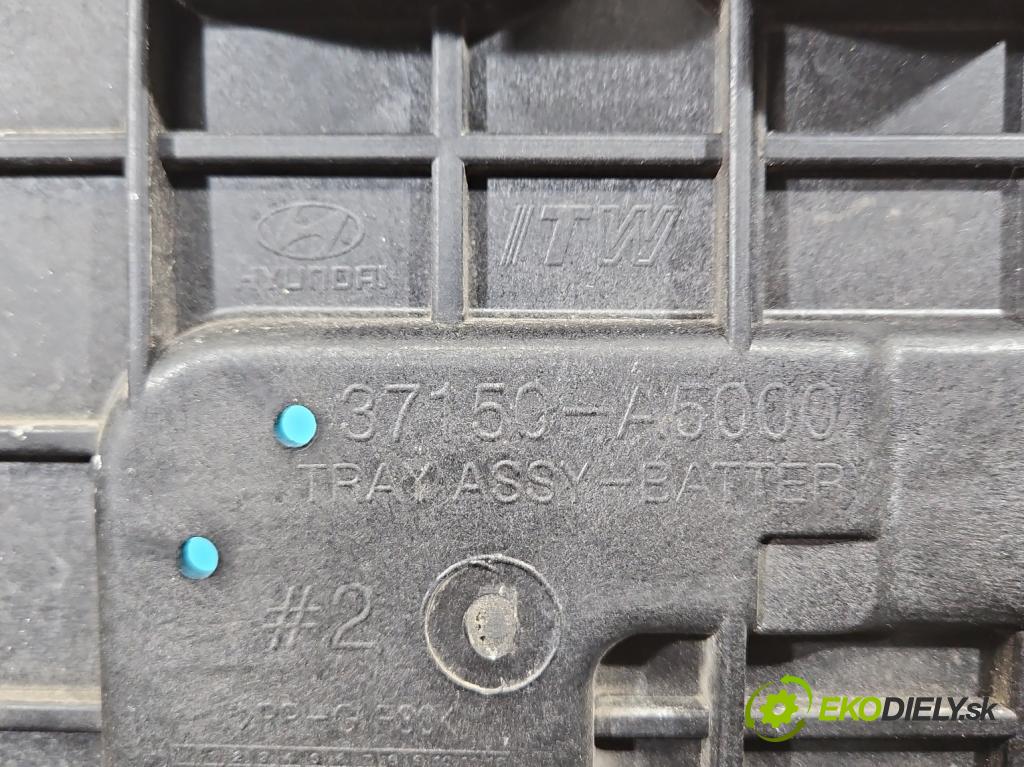 HYUNDAI
ITW
37150-A5000
TRAY ASSY-BATTERY
#2
EKODIELY.sk